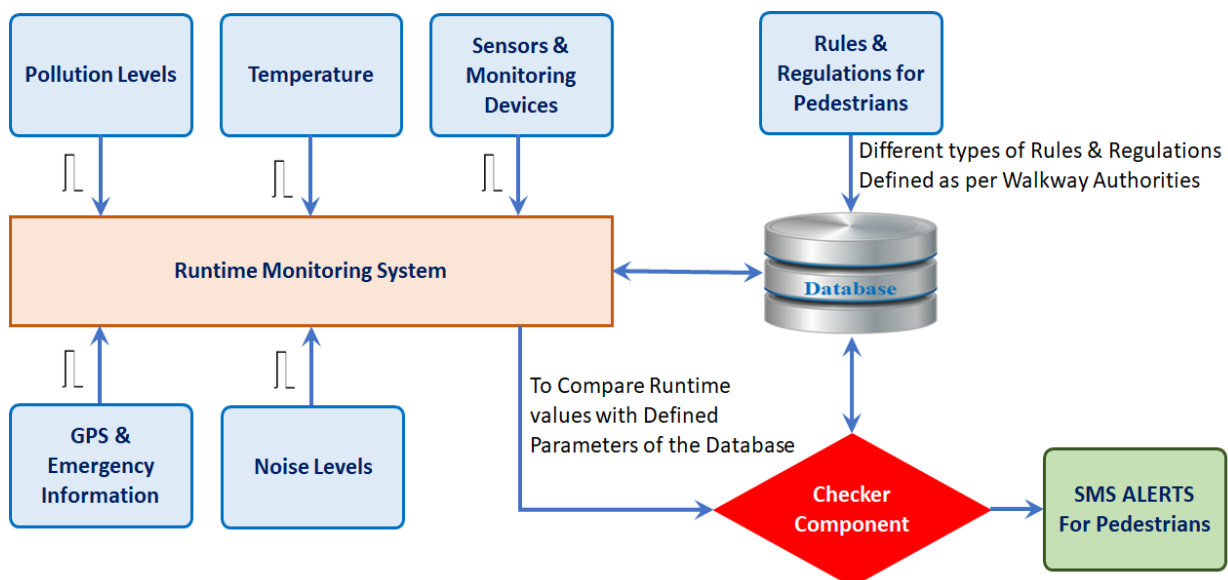 Pollution Levels
Temperature
Sensors &
Monitoring
Devices
Rules &
Regulations for
Pedestrians
Different types of Rules & Regulations
Defined as per Walkway Authorities
Runtime Monitoring System
Database
GPS &
Emergency
Information
Noise Levels
To Compare Runtime
values with Defined
Parameters of the Database
Checker
Component
SMS ALERTS
For Pedestrians